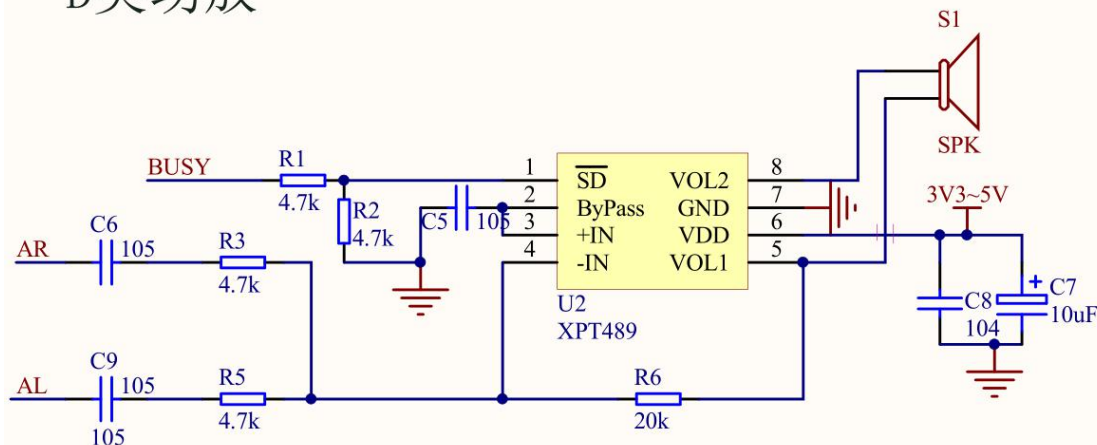 S1
SPK
BUSY
R1
4.7k
R2
4.7k
C5
105
1
2
3
4
SD
ByPass
+IN
-IN
VOL2
GND
VDD
VOL1
8
7
6
5
U2
XPT489
3V3~5V
C6
105
AR
R3
4.7k
C8
104
C7
+
10uF
C9
105
105
AL
R5
4.7k
R6
20k